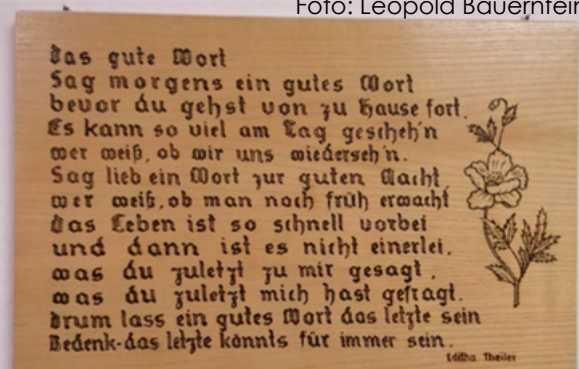 Foto: Leopold Bauernfein
das gute Wort
Sag morgens ein gutes Wort
bevor du gehst von zu Hause fort.
Es kann so viel am Tag gescheh'n
wer weiß, ob wir uns wiederseh'n.
Sag lieb ein Wort zur guten Nacht,
wer weiß, ob man noch früh erwacht
das Leben ist so schnell vorbei
und dann ist es nicht einerlei.
was du zuletzt zu mir gesagt,
was du zuletzt mich hast gefragt.
drum lass ein gutes Wort das letzte sein
Bedenk-das letzte könnts für immer sein.
Editha Theiler